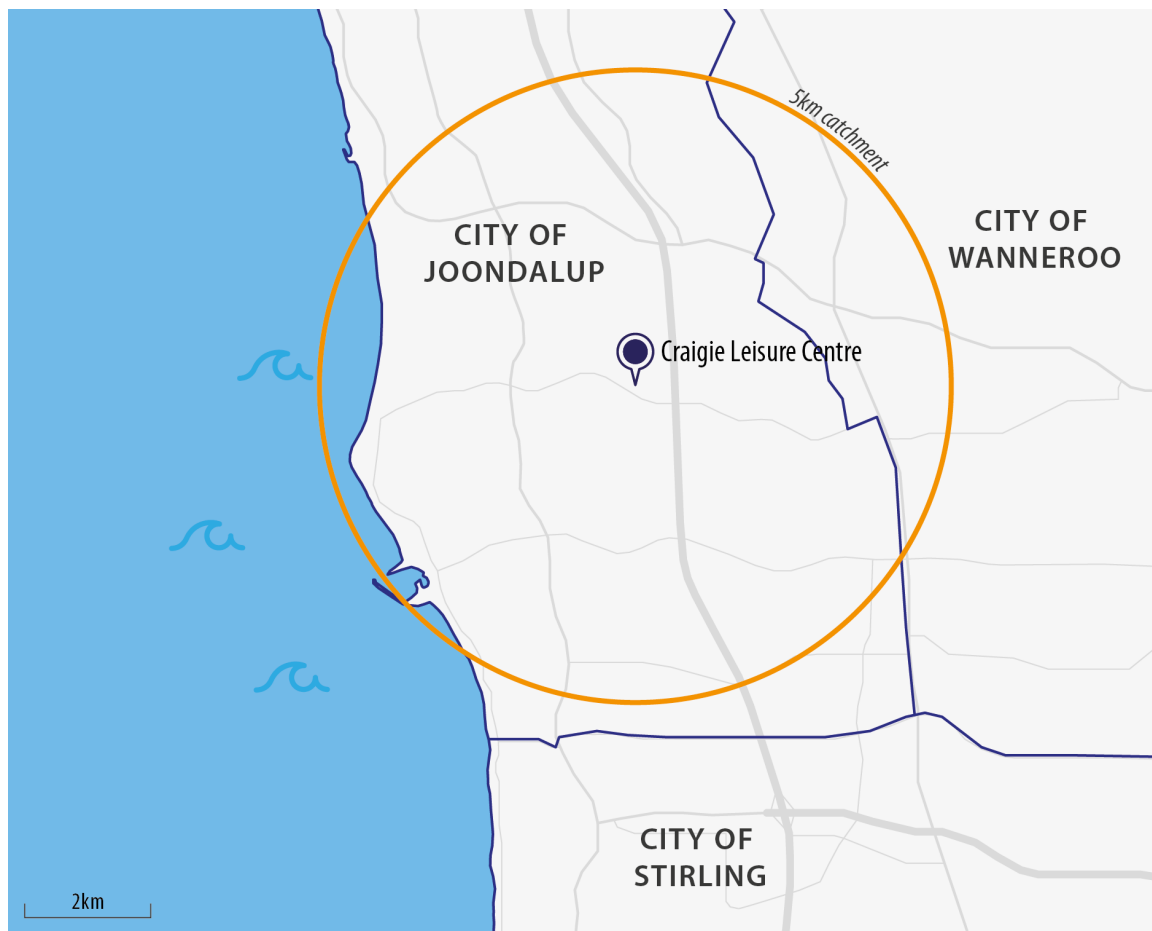 5km catchment
CITY OF
JOONDALUP
CITY OF
WANNEROO
Craigie Leisure Centre
CITY OF
STIRLING
2km